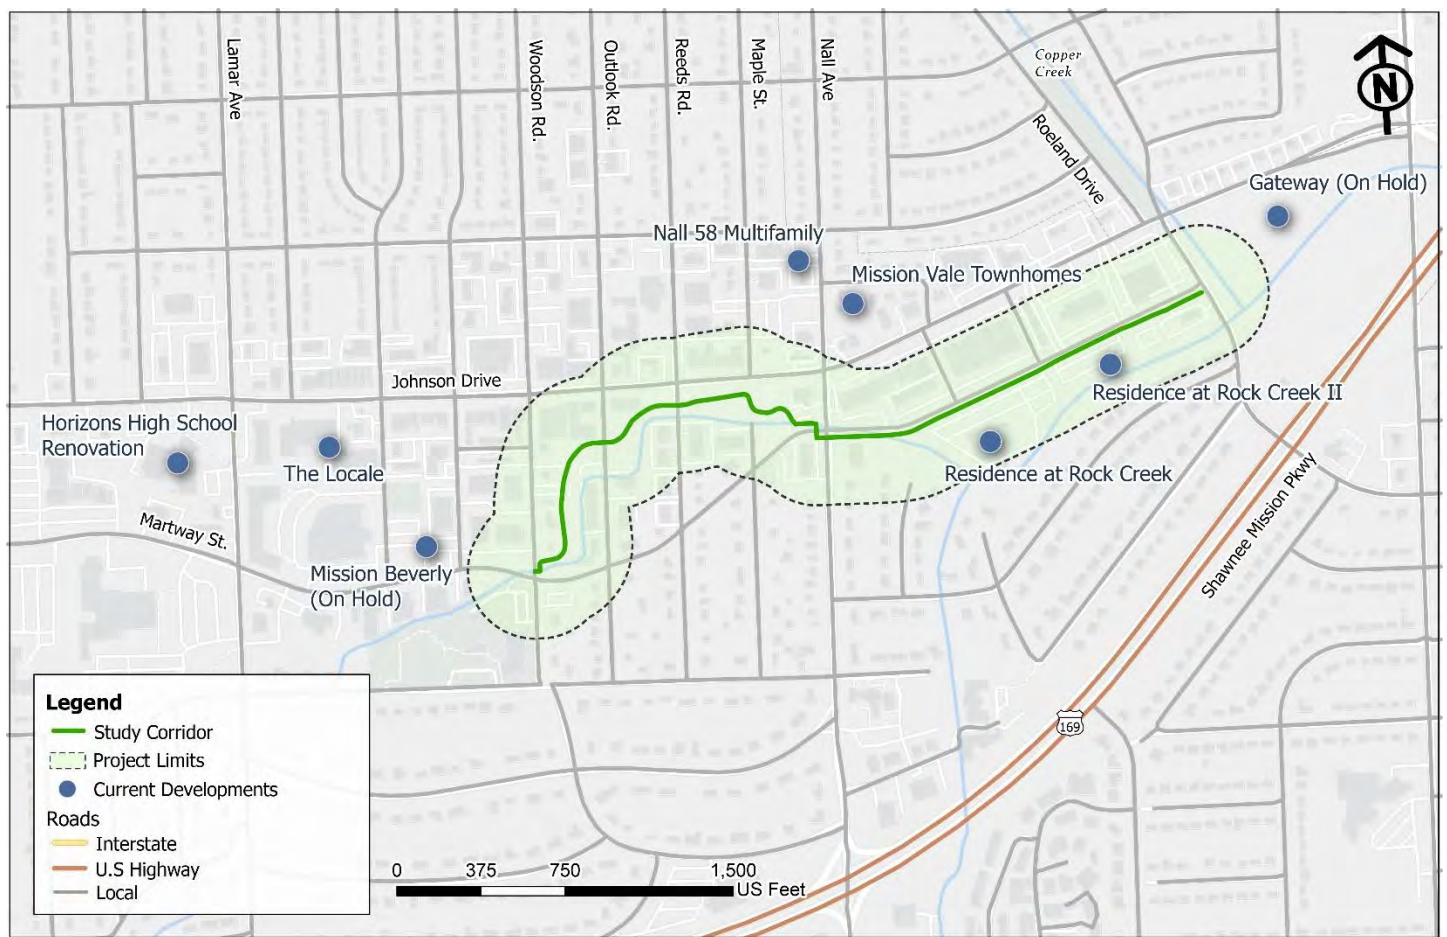 Lamar Ave
Woodson Rd.
Outlook Rd.
Reeds Rd.
Maple St.
Nall Ave
Copper
Creek
N
Roeland Drive
Gateway (On Hold)
Nall 58 Multifamily
Mission Vale Townhomes
Johnson Drive
Residence at Rock Creek II
Horizons High School
Renovation
The Locale
Residence at Rock Creek
Martway St.
Shawnee Mission Pkwy
Mission Beverly
(On Hold)
169
Legend
Study Corridor
Project Limits
Current Developments
Roads
Interstate
U.S Highway
Local
0 375 750 1,500
US Feet